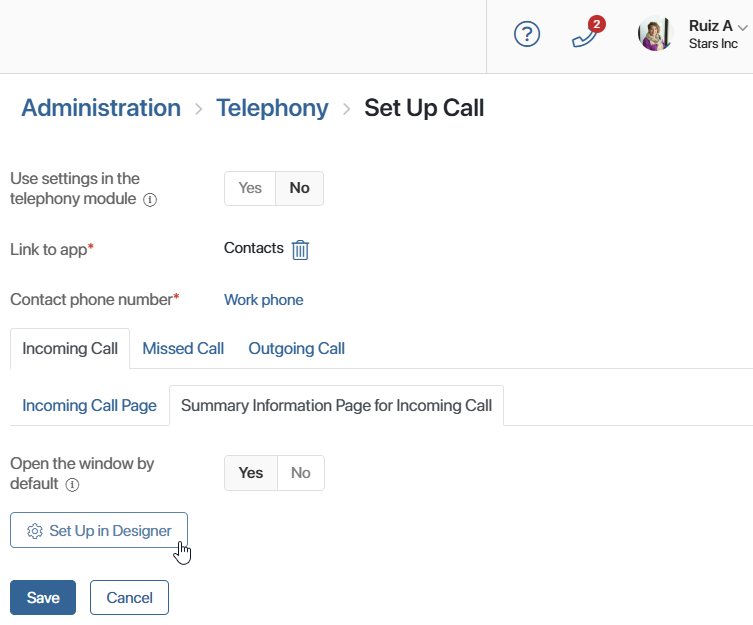 ?
2
Ruiz A
Stars Inc
Administration > Telephony > Set Up Call
Use settings in the
telephony module
Yes No
Link to app*
Contacts
Contact phone number*
Work phone
Incoming Call Missed Call Outgoing Call
Incoming Call Page Summary Information Page for Incoming Call
Open the window by
default
Yes No
Set Up in Designer
Save Cancel